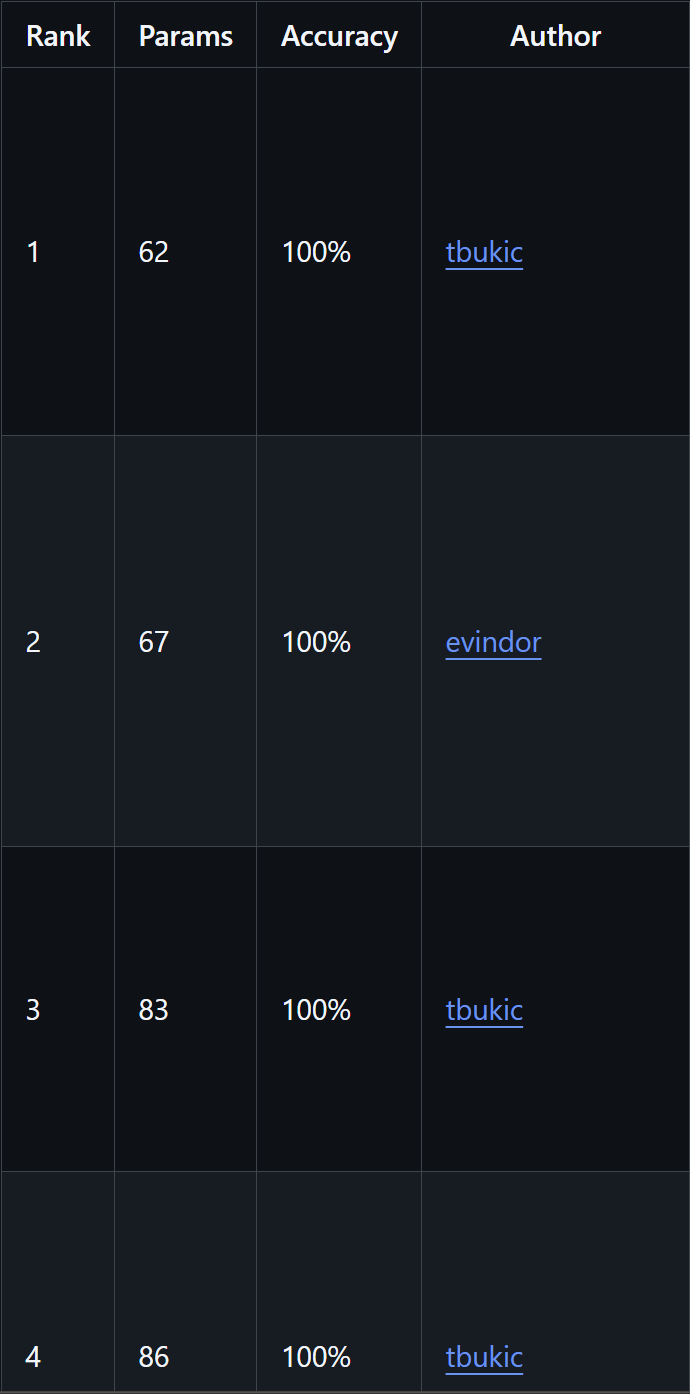 Rank Params Accuracy Author
1 62 100% tbukic
2 67 100% evindor
3 83 100% tbukic
4 86 100% tbukic